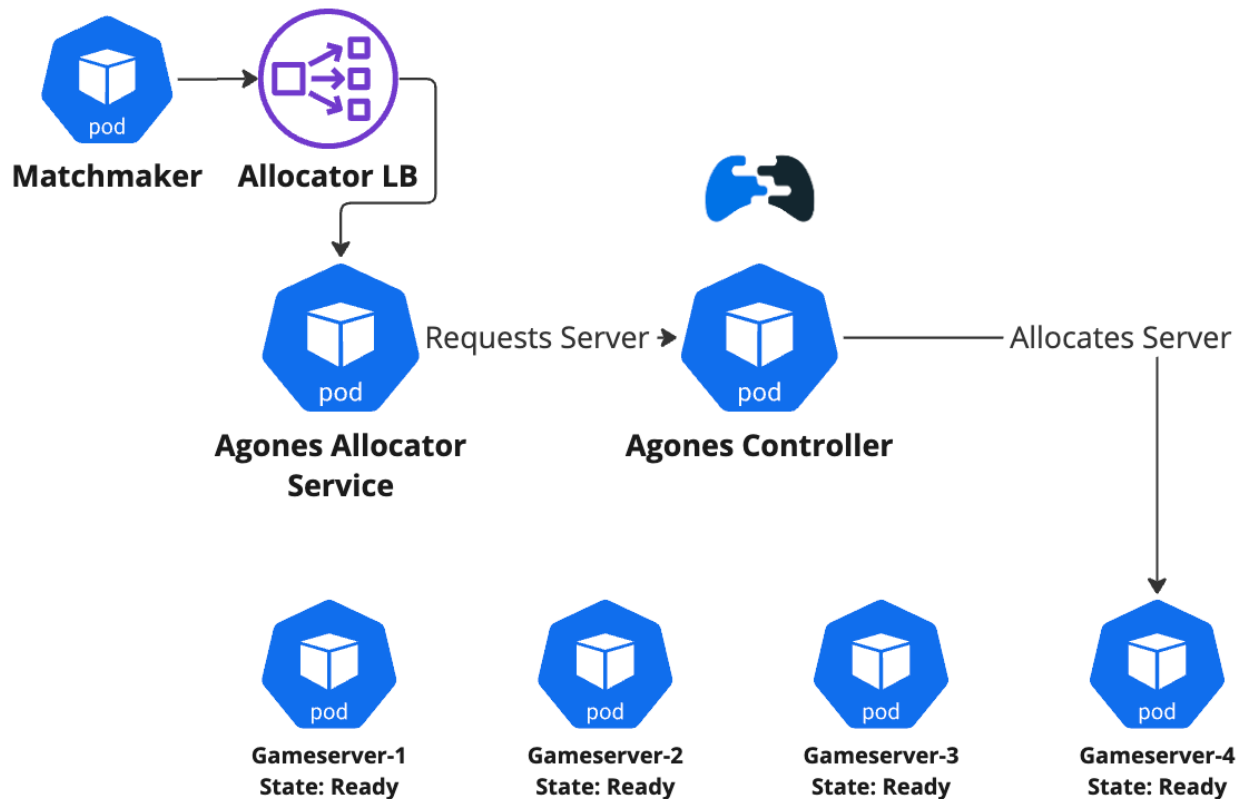 pod
Matchmaker
Allocator LB
pod
Requests Server
pod
Allocates Server
Agones Allocator
Service
Agones Controller
pod
pod
pod
pod
Gameserver-1
State: Ready
Gameserver-2
State: Ready
Gameserver-3
State: Ready
Gameserver-4
State: Ready